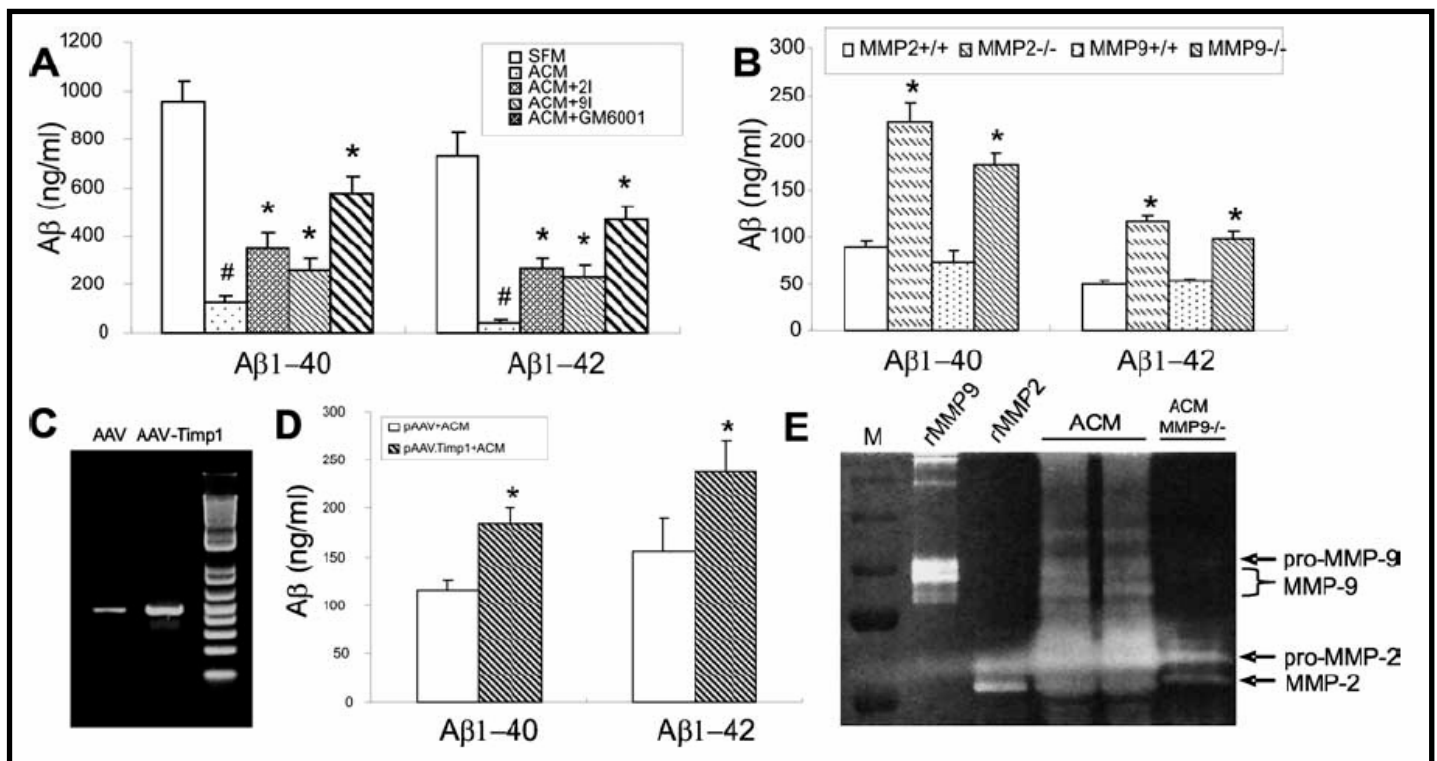 A
1200
1000
800
600
400
200
0
Aβ (ng/ml)
SFM
ACM
ACM+2I
ACM+9I
ACM+GM6001
#
*
*
*
#
*
*
*
Aβ1–40
Aβ1–42
B
MMP2+/+ MMP2-/- MMP9+/+ MMP9-/-
300
250
200
150
100
50
0
Aβ (ng/ml)
*
*
*
*
Aβ1–40
Aβ1–42
C
AAV AAV-Timp1
D
300
250
200
150
100
50
0
Aβ (ng/ml)
pAAV+ACM
pAAV.Timp1+ACM
*
*
Aβ1–40
Aβ1–42
E
M
rMMP9
rMMP2
ACM
ACM
MMP9-/-
pro-MMP-9
MMP-9
pro-MMP-2
MMP-2